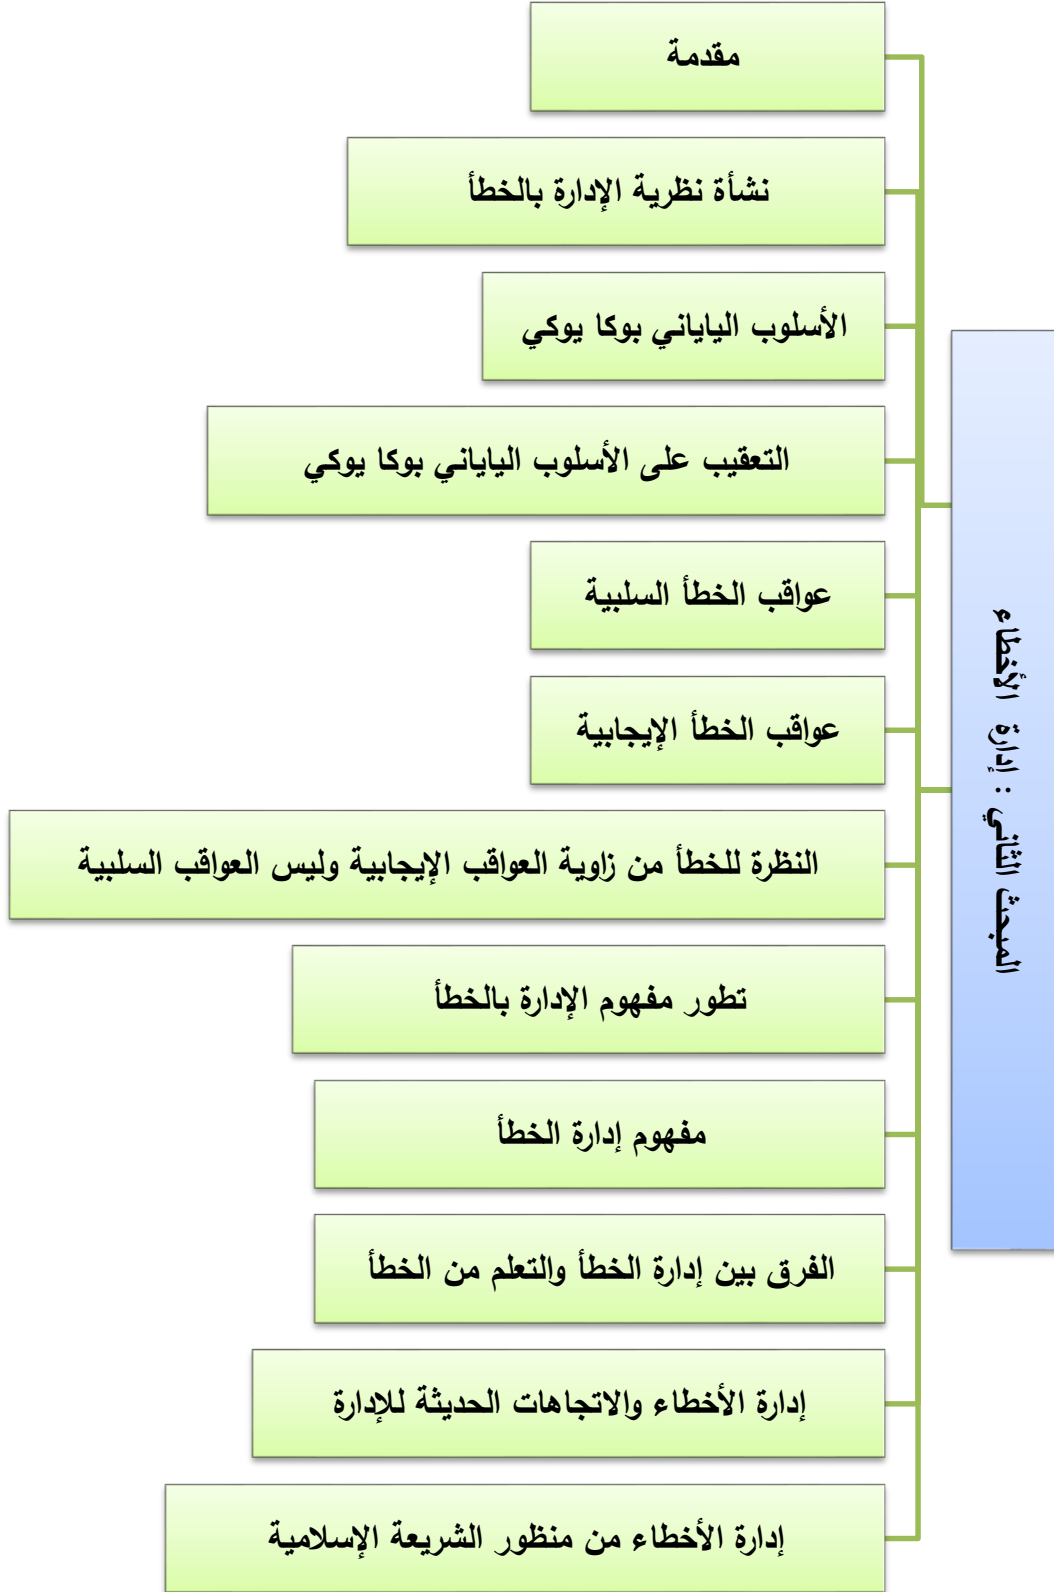 المبحث الثاني : إدارة الأخطاء
مقدمة
نشأة نظرية الإدارة بالخطأ
الأسلوب الياياني بوكا يوكي
التعقيب على الأسلوب الياياني بوكا يوكي
عواقب الخطأ السلبية
عواقب الخطأ الإيجابية
النظرة للخطأ من زاوية العواقب الإيجابية وليس العواقب السلبية
تطور مفهوم الإدارة بالخطأ
مفهوم إدارة الخطأ
الفرق بين إدارة الخطأ والتعلم من الخطأ
إدارة الأخطاء والاتجاهات الحديثة للإدارة
إدارة الأخطاء من منظور الشريعة الإسلامية